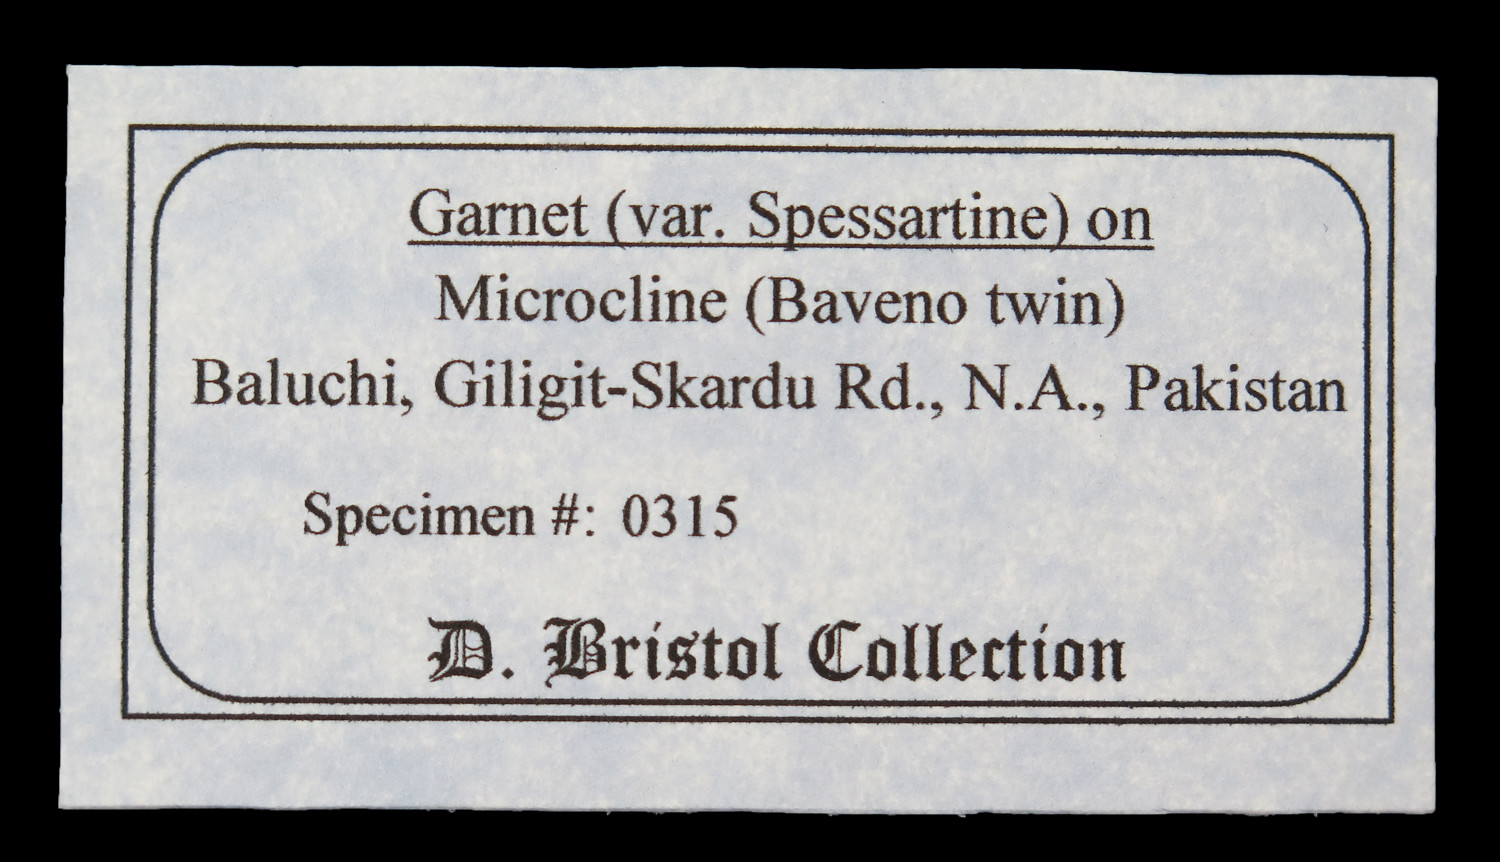 Garnet (var. Spessartine) on
Microcline (Baveno twin)
Baluchi, Giligit-Skardu Rd., N.A., Pakistan
Specimen #: 0315
D. Bristol Collection